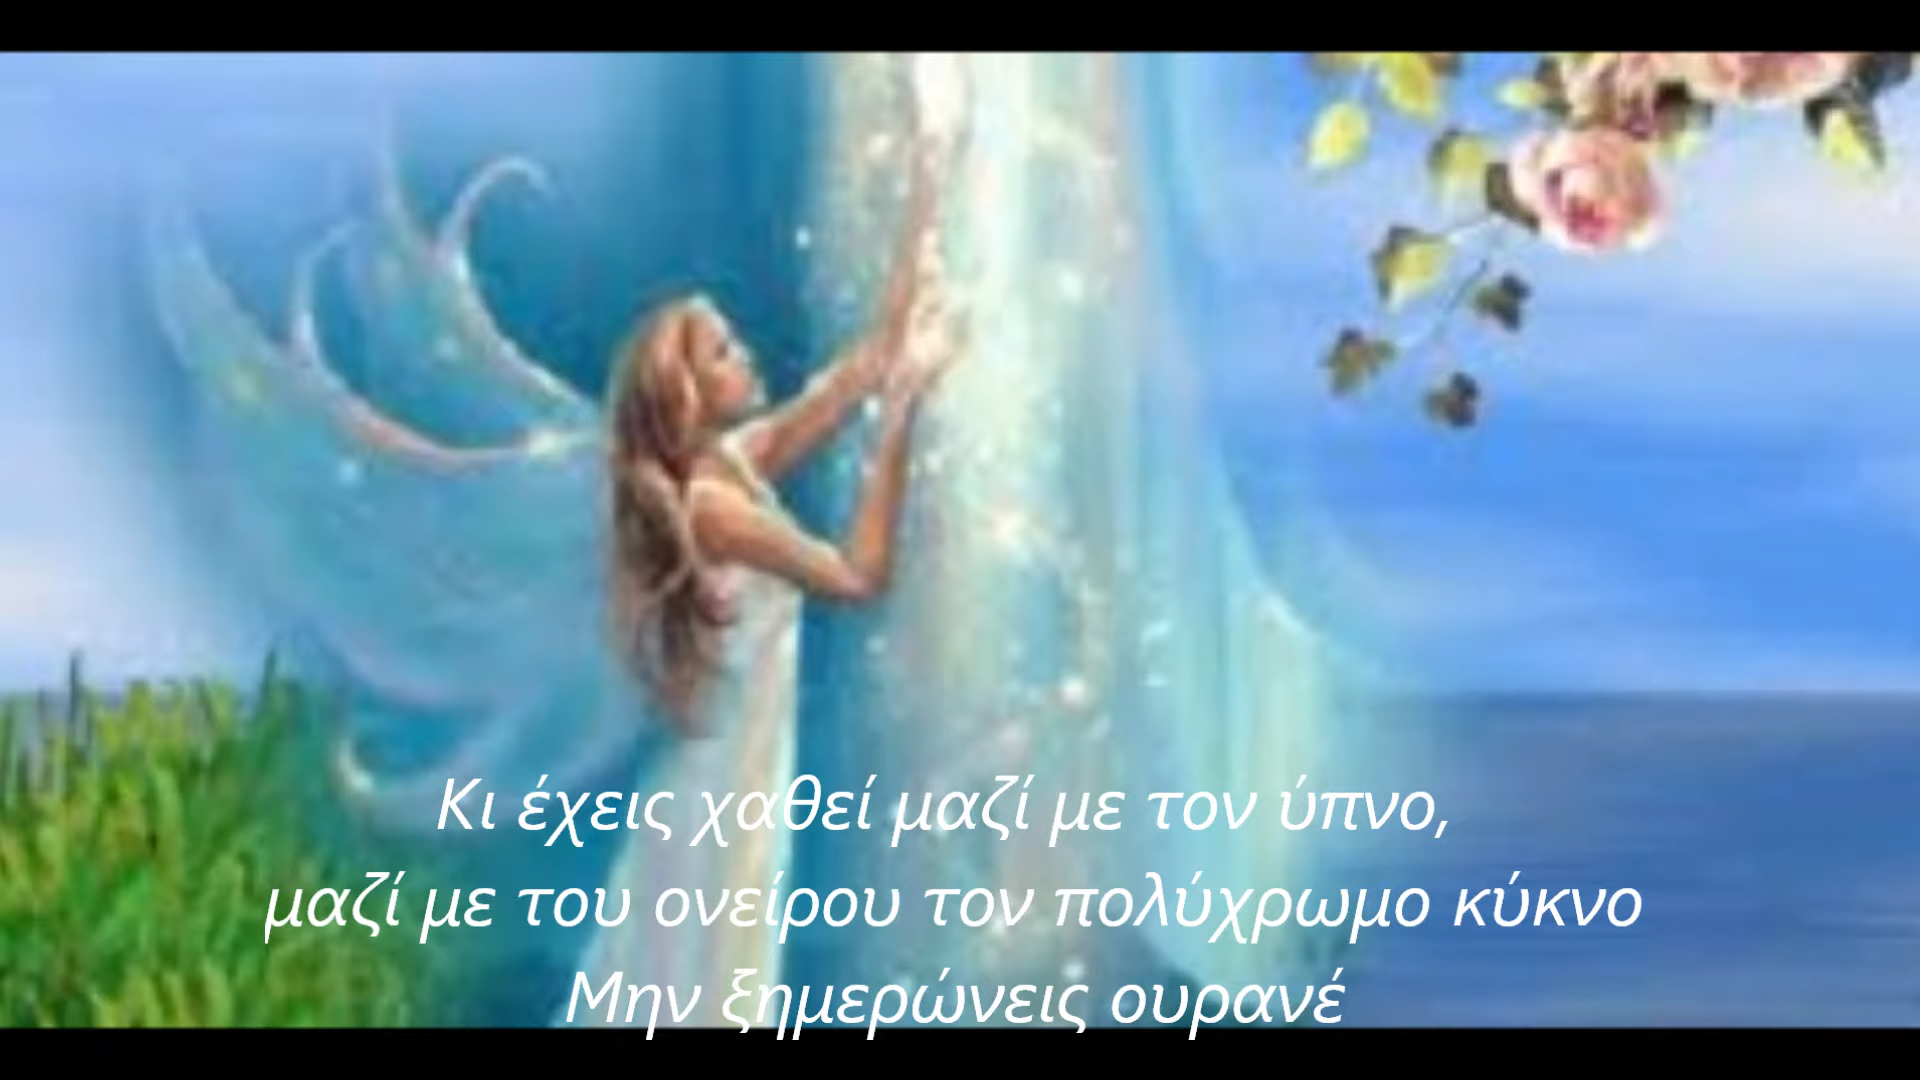 Κι έχεις χαθεί μαζί με τον ύπνο,
μαζί με του ονείρου τον πολύχρωμο κύκνο
Μην ξημερώνεις ουρανέ